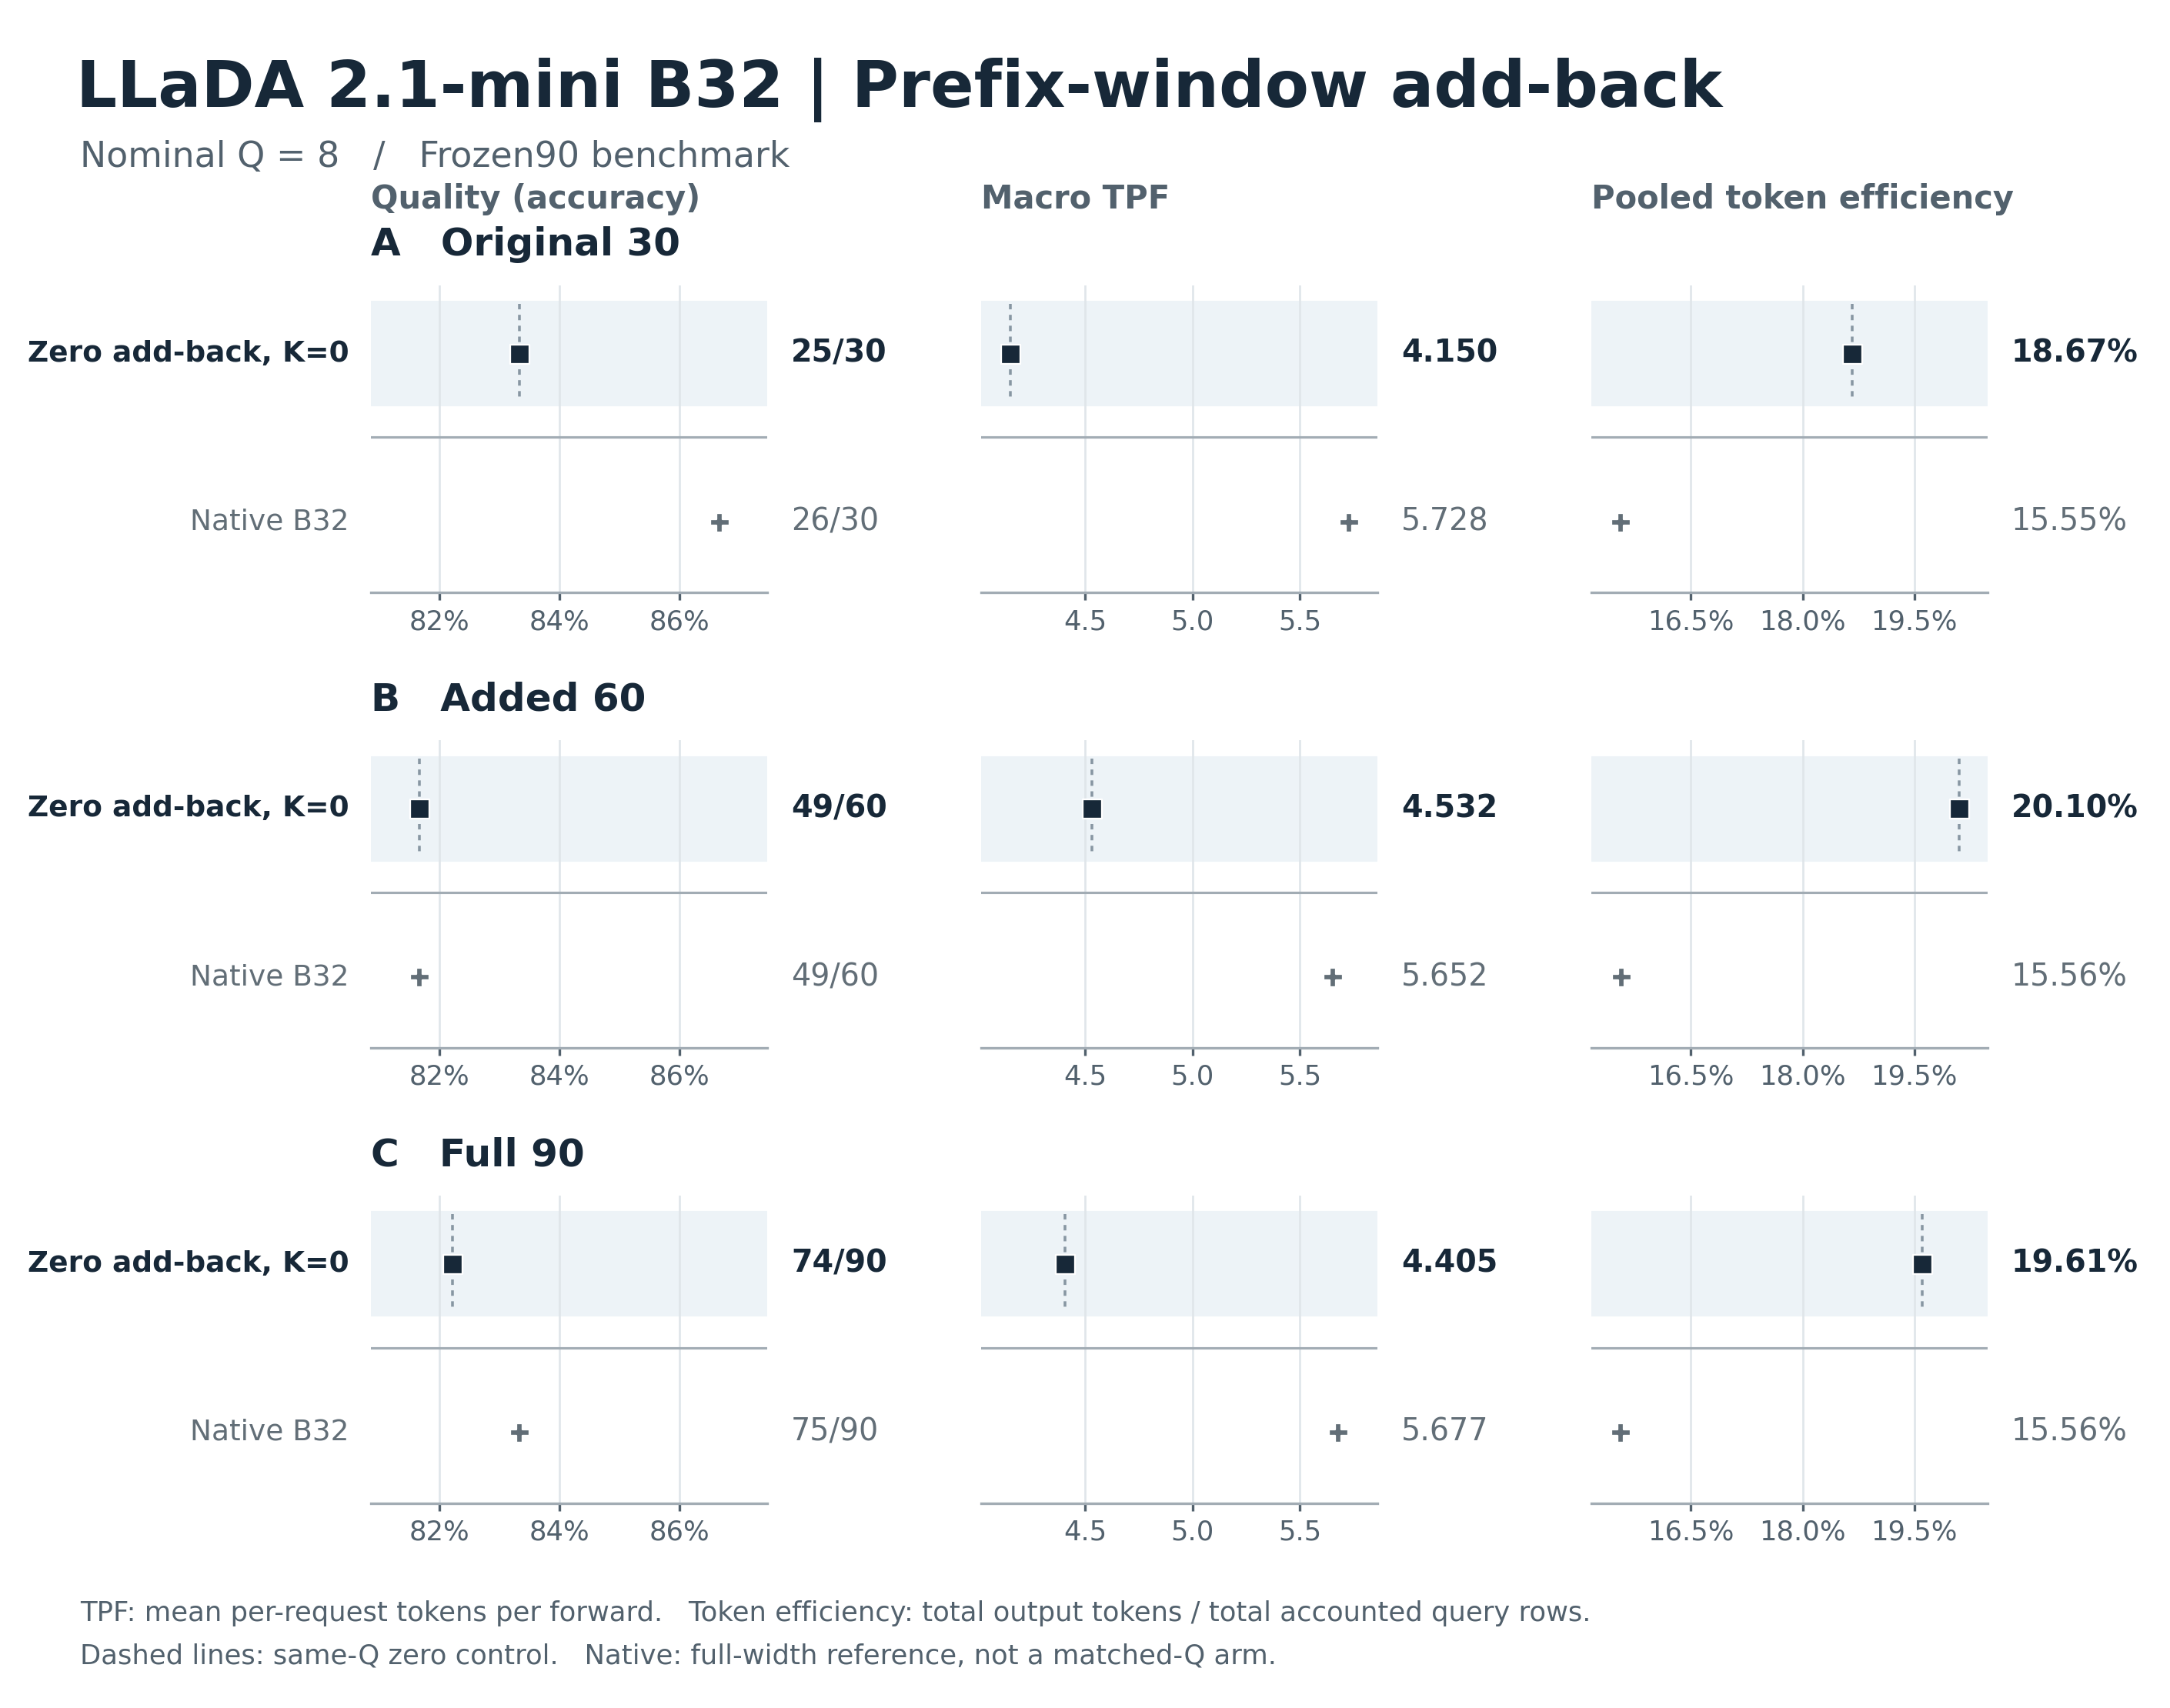 LLaDA 2.1-mini B32 | Prefix-window add-back
Nominal Q = 8 / Frozen90 benchmark
Quality (accuracy) Macro TPF Pooled token efficiency
A Original 30
Zero add-back, K=0 25/30 4.150 18.67%
Native B32 26/30 5.728 15.55%
82% 84% 86% 4.5 5.0 5.5 16.5% 18.0% 19.5%
B Added 60
Zero add-back, K=0 49/60 4.532 20.10%
Native B32 49/60 5.652 15.56%
82% 84% 86% 4.5 5.0 5.5 16.5% 18.0% 19.5%
C Full 90
Zero add-back, K=0 74/90 4.405 19.61%
Native B32 75/90 5.677 15.56%
82% 84% 86% 4.5 5.0 5.5 16.5% 18.0% 19.5%
TPF: mean per-request tokens per forward. Token efficiency: total output tokens / total accounted query rows.
Dashed lines: same-Q zero control. Native: full-width reference, not a matched-Q arm.